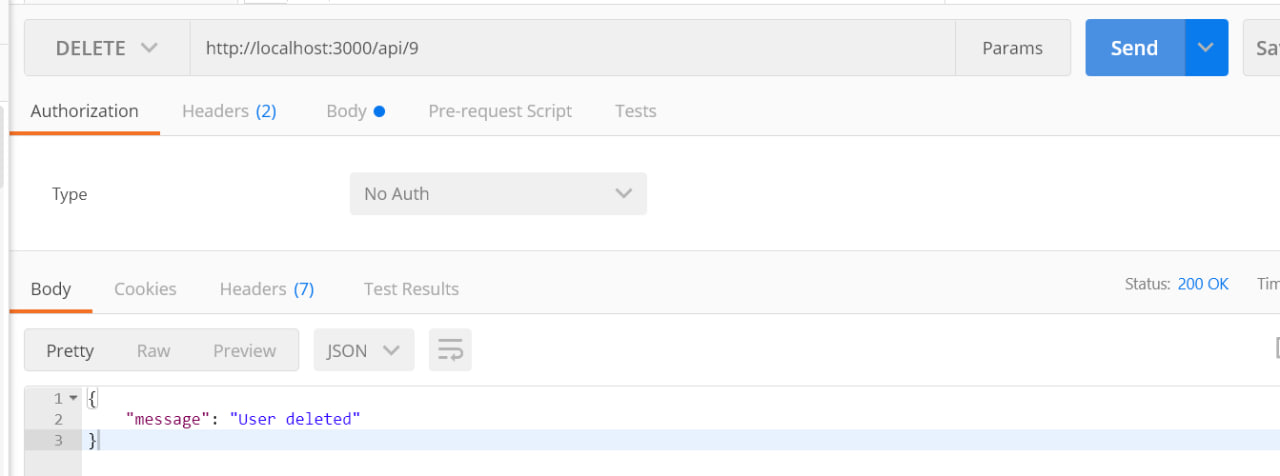 DELETE http://localhost:3000/api/9 Params Send Sa
Authorization Headers (2) Body Pre-request Script Tests
Type No Auth
Body Cookies Headers (7) Test Results Status: 200 OK Tim
Pretty Raw Preview JSON
1 {
2 "message": "User deleted"
3 }